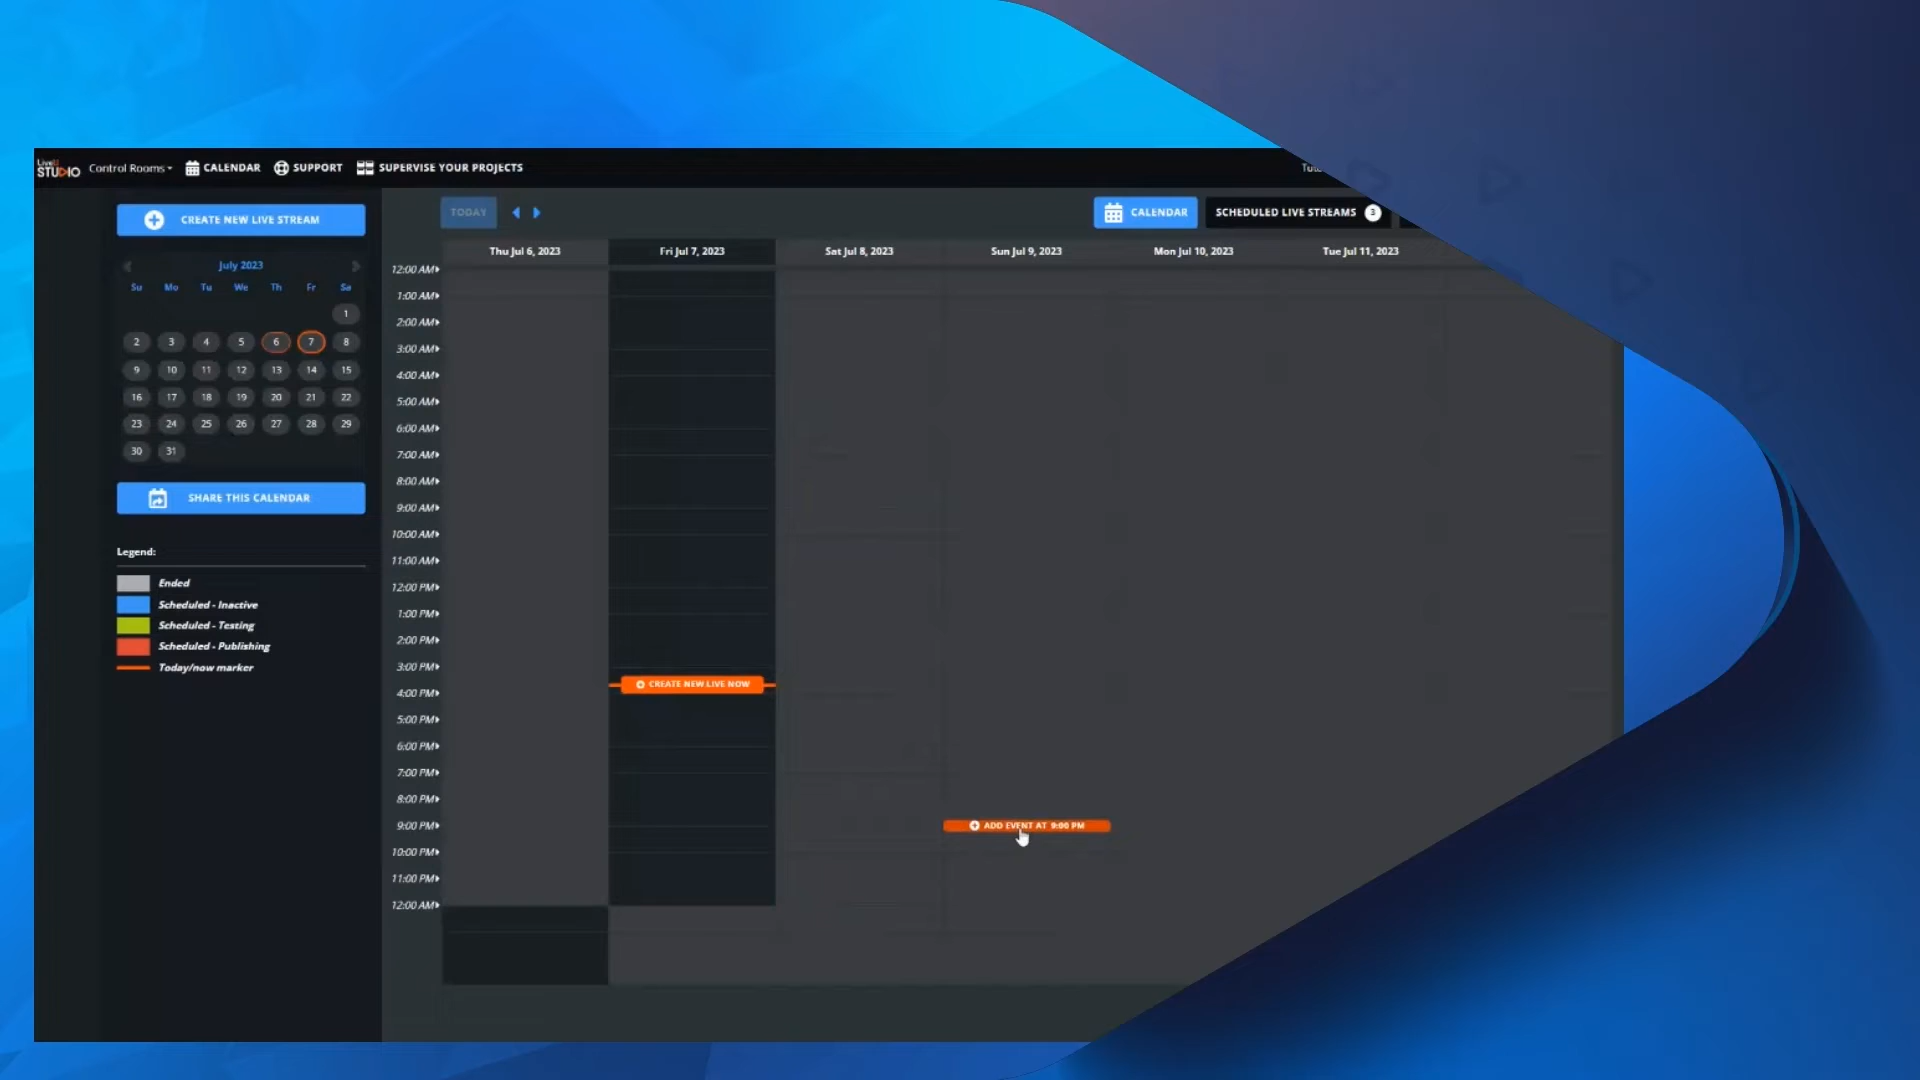 LiveU
STUDIO
Control Rooms
CALENDAR
SUPPORT
SUPERVISE YOUR PROJECTS
CREATE NEW LIVE STREAM
July 2023
Su Mo Tu We Th Fr Sa
1
2 3 4 5 6 7 8
9 10 11 12 13 14 15
16 17 18 19 20 21 22
23 24 25 26 27 28 29
30 31
SHARE THIS CALENDAR
Legend:
Ended
Scheduled - Inactive
Scheduled - Testing
Scheduled - Publishing
Today/now marker
TODAY
CALENDAR
SCHEDULED LIVE STREAMS 3
Thu Jul 6, 2023
Fri Jul 7, 2023
Sat Jul 8, 2023
Sun Jul 9, 2023
Mon Jul 10, 2023
Tue Jul 11, 2023
12:00 AM
1:00 AM
2:00 AM
3:00 AM
4:00 AM
5:00 AM
6:00 AM
7:00 AM
8:00 AM
9:00 AM
10:00 AM
11:00 AM
12:00 PM
1:00 PM
2:00 PM
3:00 PM
CREATE NEW LIVE NOW
4:00 PM
5:00 PM
6:00 PM
7:00 PM
8:00 PM
9:00 PM
ADD EVENT AT 9:00 PM
10:00 PM
11:00 PM
12:00 AM